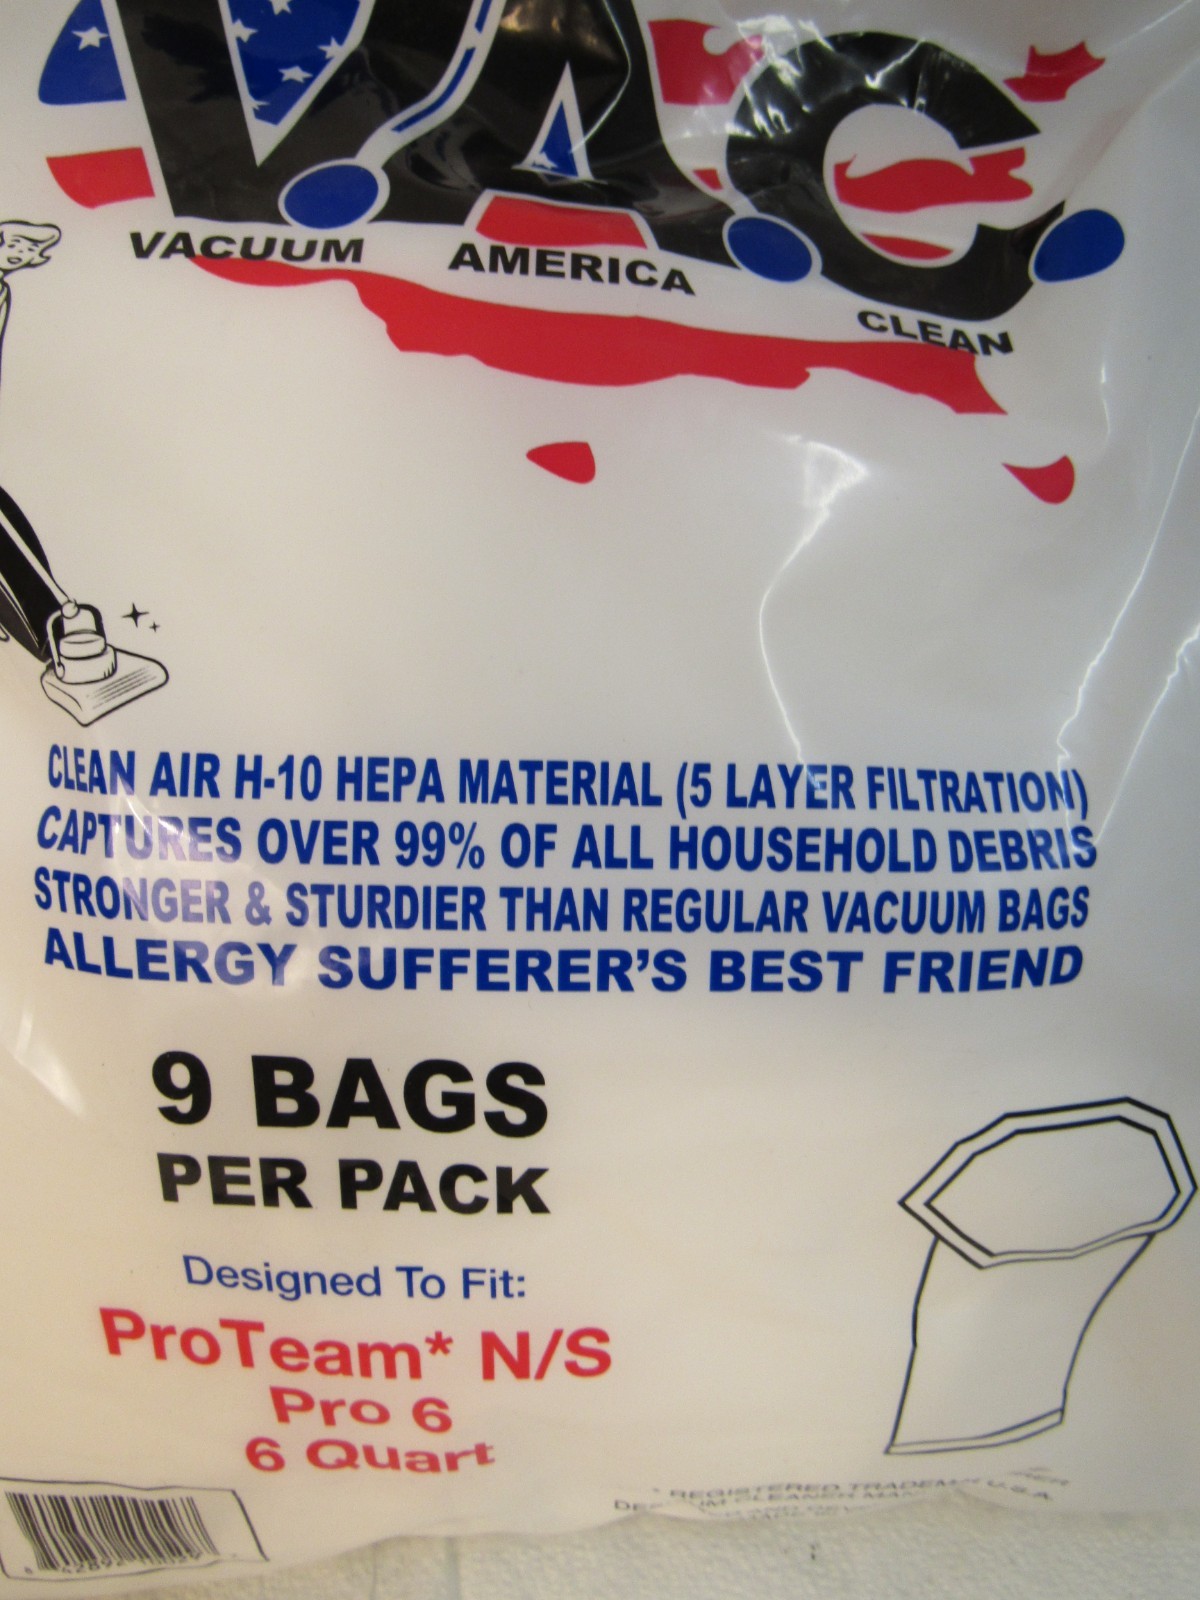 V.A.C.
VACUUM AMERICA CLEAN
CLEAN AIR H-10 HEPA MATERIAL (5 LAYER FILTRATION)
CAPTURES OVER 99% OF ALL HOUSEHOLD DEBRIS
STRONGER & STURDIER THAN REGULAR VACUUM BAGS
ALLERGY SUFFERER'S BEST FRIEND
9 BAGS
PER PACK
Designed To Fit:
ProTeam* N/S
Pro 6
6 Quart
* REGISTERED